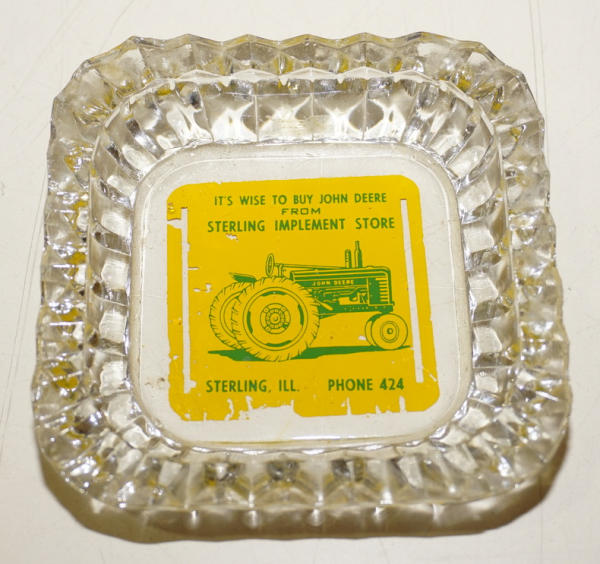 IT'S WISE TO BUY JOHN DEERE
FROM
STERLING IMPLEMENT STORE
JOHN DEERE
STERLING, ILL. PHONE 424